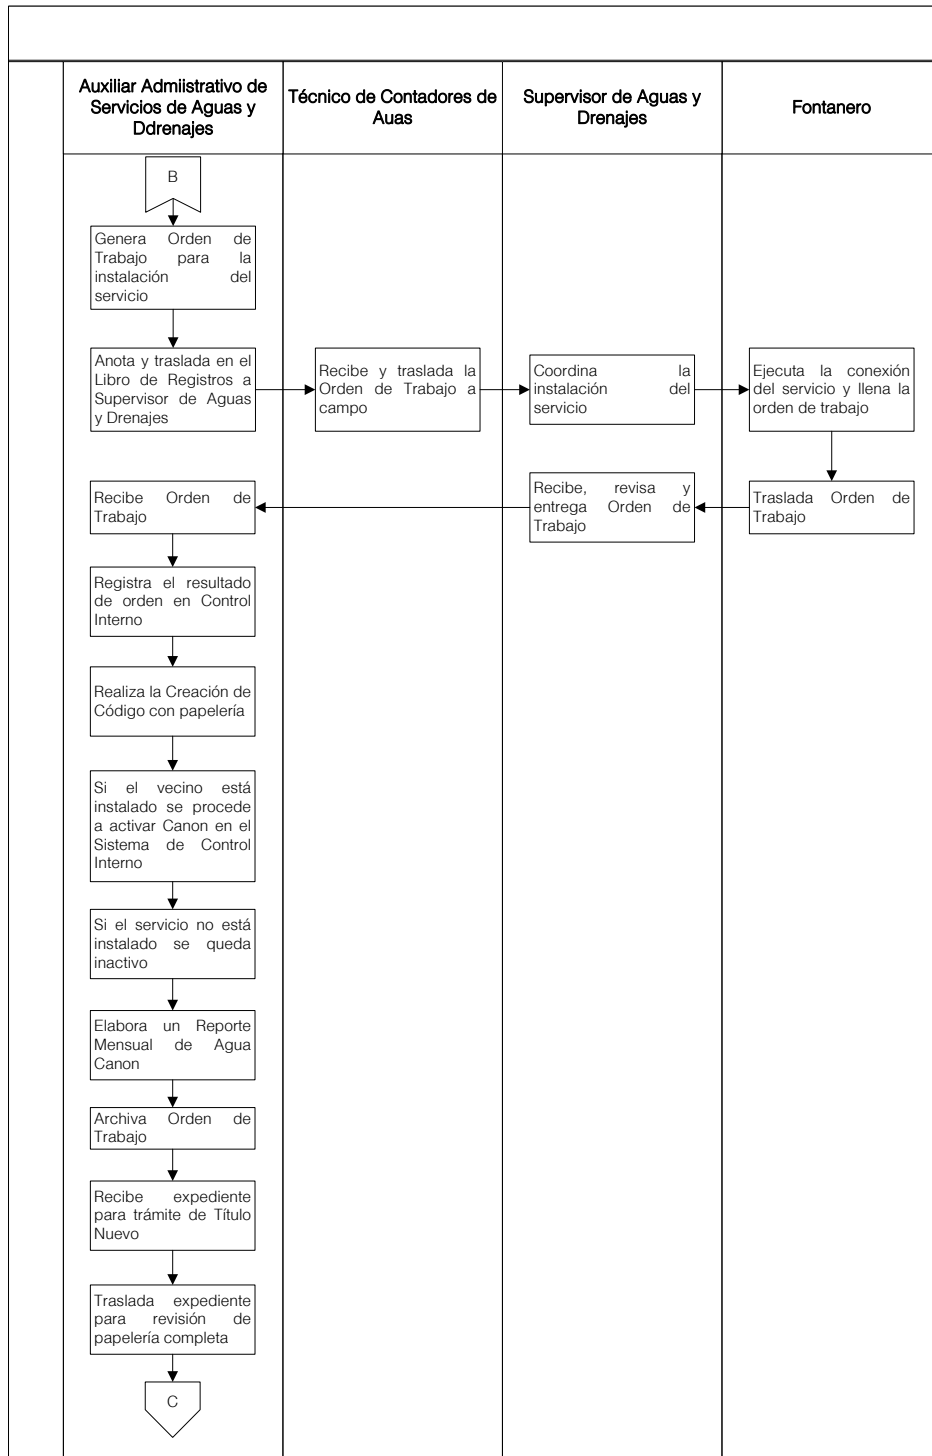 Auxiliar Admiistrativo de
Servicios de Aguas y
Ddrenajes
Técnico de Contadores de
Auas
Supervisor de Aguas y
Drenajes
Fontanero
B
Genera Orden de
Trabajo para la
instalación del
servicio
Anota y traslada en el
Libro de Registros a
Supervisor de Aguas
y Drenajes
Recibe y traslada la
Orden de Trabajo a
campo
Coordina la
instalación del
servicio
Ejecuta la conexión
del servicio y llena la
orden de trabajo
Traslada Orden de
Trabajo
Recibe, revisa y
entrega Orden de
Trabajo
Recibe Orden de
Trabajo
Registra el resultado
de orden en Control
Interno
Realiza la Creación de
Código con papelería
Si el vecino está
instalado se procede
a activar Canon en el
Sistema de Control
Interno
Si el servicio no está
instalado se queda
inactivo
Elabora un Reporte
Mensual de Agua
Canon
Archiva Orden de
Trabajo
Recibe expediente
para trámite de Título
Nuevo
Traslada expediente
para revisión de
papelería completa
C